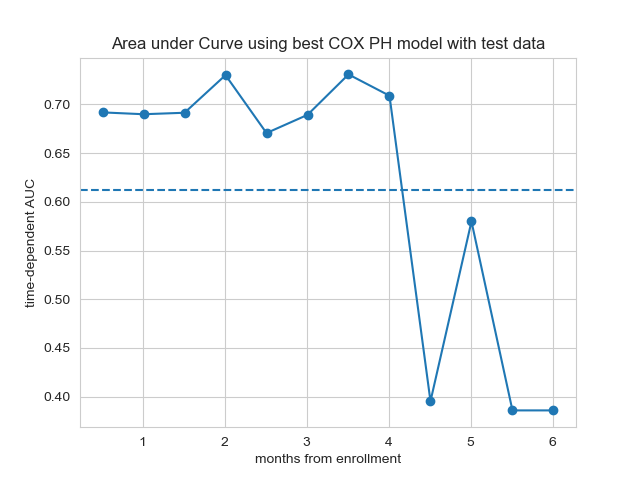 Area under Curve using best COX PH model with test data
time-dependent AUC
0.70
0.65
0.60
0.55
0.50
0.45
0.40
1 2 3 4 5 6
months from enrollment